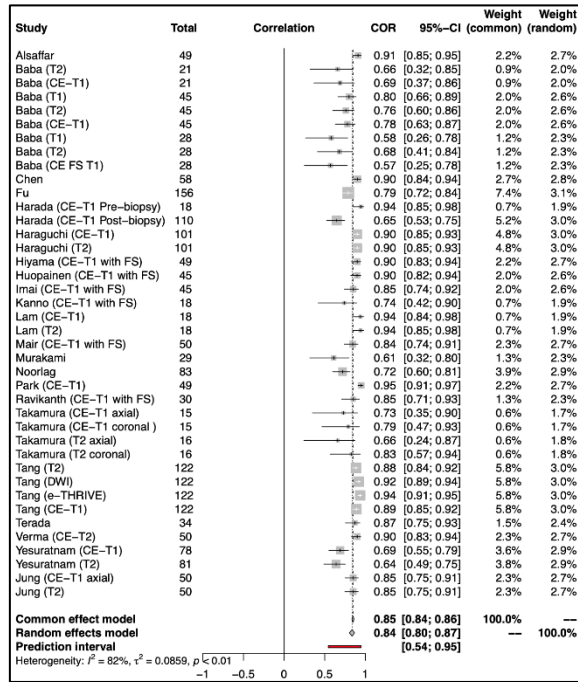 Weight Weight
Study Total Correlation COR 95%-CI (common) (random)
Alsaffar 49 0.91 [0.85; 0.95] 2.2% 2.7%
Baba (T2) 21 0.66 [0.32; 0.85] 0.9% 2.0%
Baba (CE-T1) 21 0.69 [0.37; 0.86] 0.9% 2.0%
Baba (T1) 45 0.80 [0.66; 0.89] 2.0% 2.6%
Baba (T2) 45 0.76 [0.60; 0.86] 2.0% 2.6%
Baba (CE-T1) 45 0.78 [0.63; 0.87] 2.0% 2.6%
Baba (T1) 28 0.58 [0.26; 0.78] 1.2% 2.3%
Baba (T2) 28 0.68 [0.41; 0.84] 1.2% 2.3%
Baba (CE FS T1) 28 0.57 [0.25; 0.78] 1.2% 2.3%
Chen 58 0.90 [0.84; 0.94] 2.7% 2.8%
Fu 156 0.79 [0.72; 0.84] 7.4% 3.1%
Harada (CE-T1 Pre-biopsy) 18 0.94 [0.85; 0.98] 0.7% 1.9%
Harada (CE-T1 Post-biopsy) 110 0.65 [0.53; 0.75] 5.2% 3.0%
Haraguchi (CE-T1) 101 0.90 [0.85; 0.93] 4.8% 3.0%
Haraguchi (T2) 101 0.90 [0.85; 0.93] 4.8% 3.0%
Hiyama (CE-T1 with FS) 49 0.90 [0.83; 0.94] 2.2% 2.7%
Huopainen (CE-T1 with FS) 45 0.90 [0.82; 0.94] 2.0% 2.6%
Imai (CE-T1 with FS) 45 0.85 [0.74; 0.92] 2.0% 2.6%
Kanno (CE-T1 with FS) 18 0.74 [0.42; 0.90] 0.7% 1.9%
Lam (CE-T1) 18 0.94 [0.84; 0.98] 0.7% 1.9%
Lam (T2) 18 0.94 [0.85; 0.98] 0.7% 1.9%
Mair (CE-T1 with FS) 50 0.84 [0.74; 0.91] 2.3% 2.7%
Murakami 29 0.61 [0.32; 0.80] 1.3% 2.3%
Noorlag 83 0.72 [0.60; 0.81] 3.9% 2.9%
Park (CE-T1) 49 0.95 [0.91; 0.97] 2.2% 2.7%
Ravikanth (CE-T1 with FS) 30 0.85 [0.71; 0.93] 1.3% 2.3%
Takamura (CE-T1 axial) 15 0.73 [0.35; 0.90] 0.6% 1.7%
Takamura (CE-T1 coronal ) 15 0.79 [0.47; 0.93] 0.6% 1.7%
Takamura (T2 axial) 16 0.66 [0.24; 0.87] 0.6% 1.8%
Takamura (T2 coronal) 16 0.83 [0.57; 0.94] 0.6% 1.8%
Tang (T2) 122 0.88 [0.84; 0.92] 5.8% 3.0%
Tang (DWI) 122 0.92 [0.89; 0.94] 5.8% 3.0%
Tang (e-THRIVE) 122 0.94 [0.91; 0.95] 5.8% 3.0%
Tang (CE-T1) 122 0.89 [0.85; 0.92] 5.8% 3.0%
Terada 34 0.87 [0.75; 0.93] 1.5% 2.4%
Verma (CE-T2) 50 0.90 [0.83; 0.94] 2.3% 2.7%
Yesuratnam (CE-T1) 78 0.69 [0.55; 0.79] 3.6% 2.9%
Yesuratnam (T2) 81 0.64 [0.49; 0.75] 3.8% 2.9%
Jung (CE-T1 axial) 50 0.85 [0.75; 0.91] 2.3% 2.7%
Jung (T2) 50 0.85 [0.75; 0.91] 2.3% 2.7%
Common effect model 0.85 [0.84; 0.86] 100.0% --
Random effects model 0.84 [0.80; 0.87] -- 100.0%
Prediction interval [0.54; 0.95]
Heterogeneity: I² = 82%, τ² = 0.0859, p < 0.01
-1 -0.5 0 0.5 1